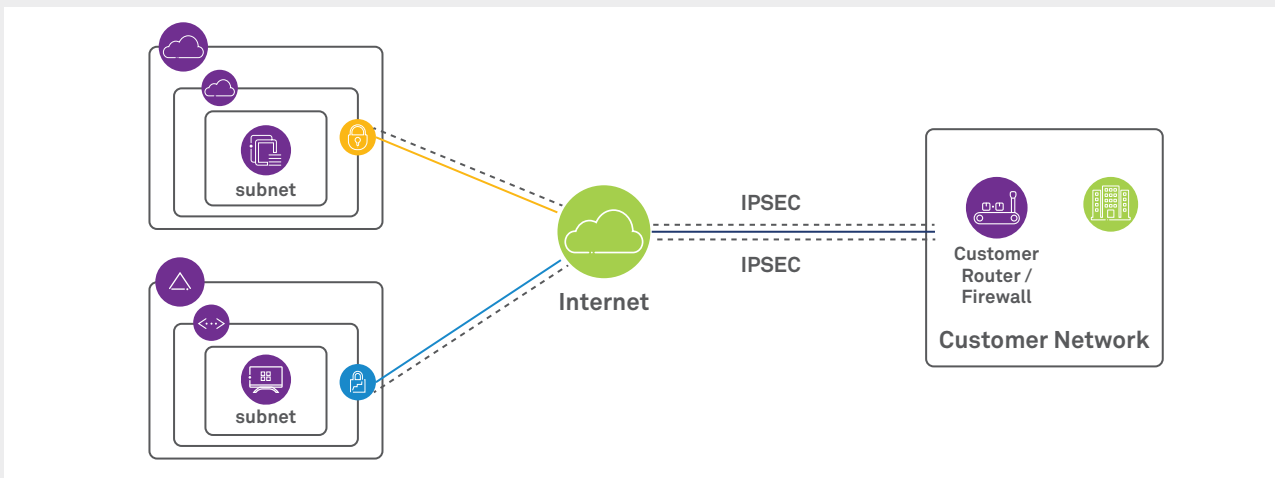 subnet
subnet
Internet
IPSEC
IPSEC
Customer
Router /
Firewall
Customer Network